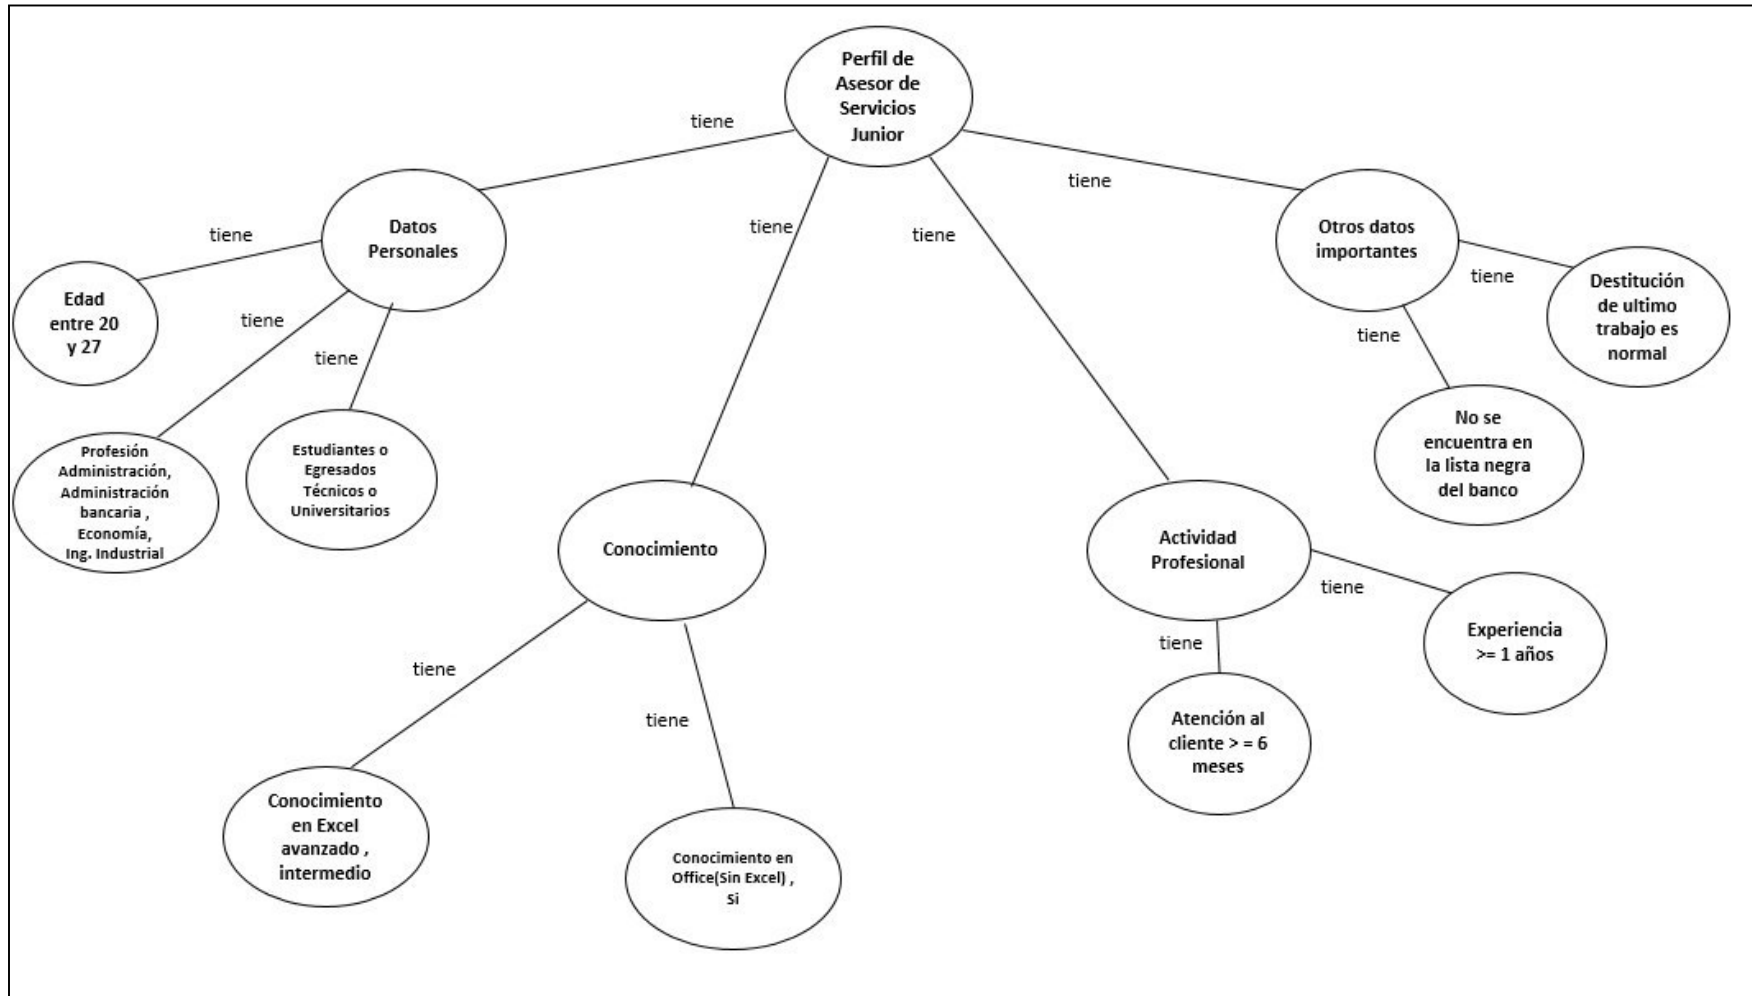 Perfil de
Asesor de
Servicios
Junior
tiene
tiene
tiene
tiene
Datos
Personales
tiene
tiene
tiene
Edad
entre 20
y 27
Profesión
Administración,
Administración
bancaria ,
Economía,
Ing. Industrial
Estudiantes o
Egresados
Técnicos o
Universitarios
Otros datos
importantes
tiene
tiene
Destitución
de ultimo
trabajo es
normal
No se
encuentra en
la lista negra
del banco
Conocimiento
tiene
tiene
Conocimiento
en Excel
avanzado ,
intermedio
Conocimiento en
Office(Sin Excel) ,
Si
Actividad
Profesional
tiene
tiene
Experiencia
>= 1 años
Atención al
cliente > = 6
meses